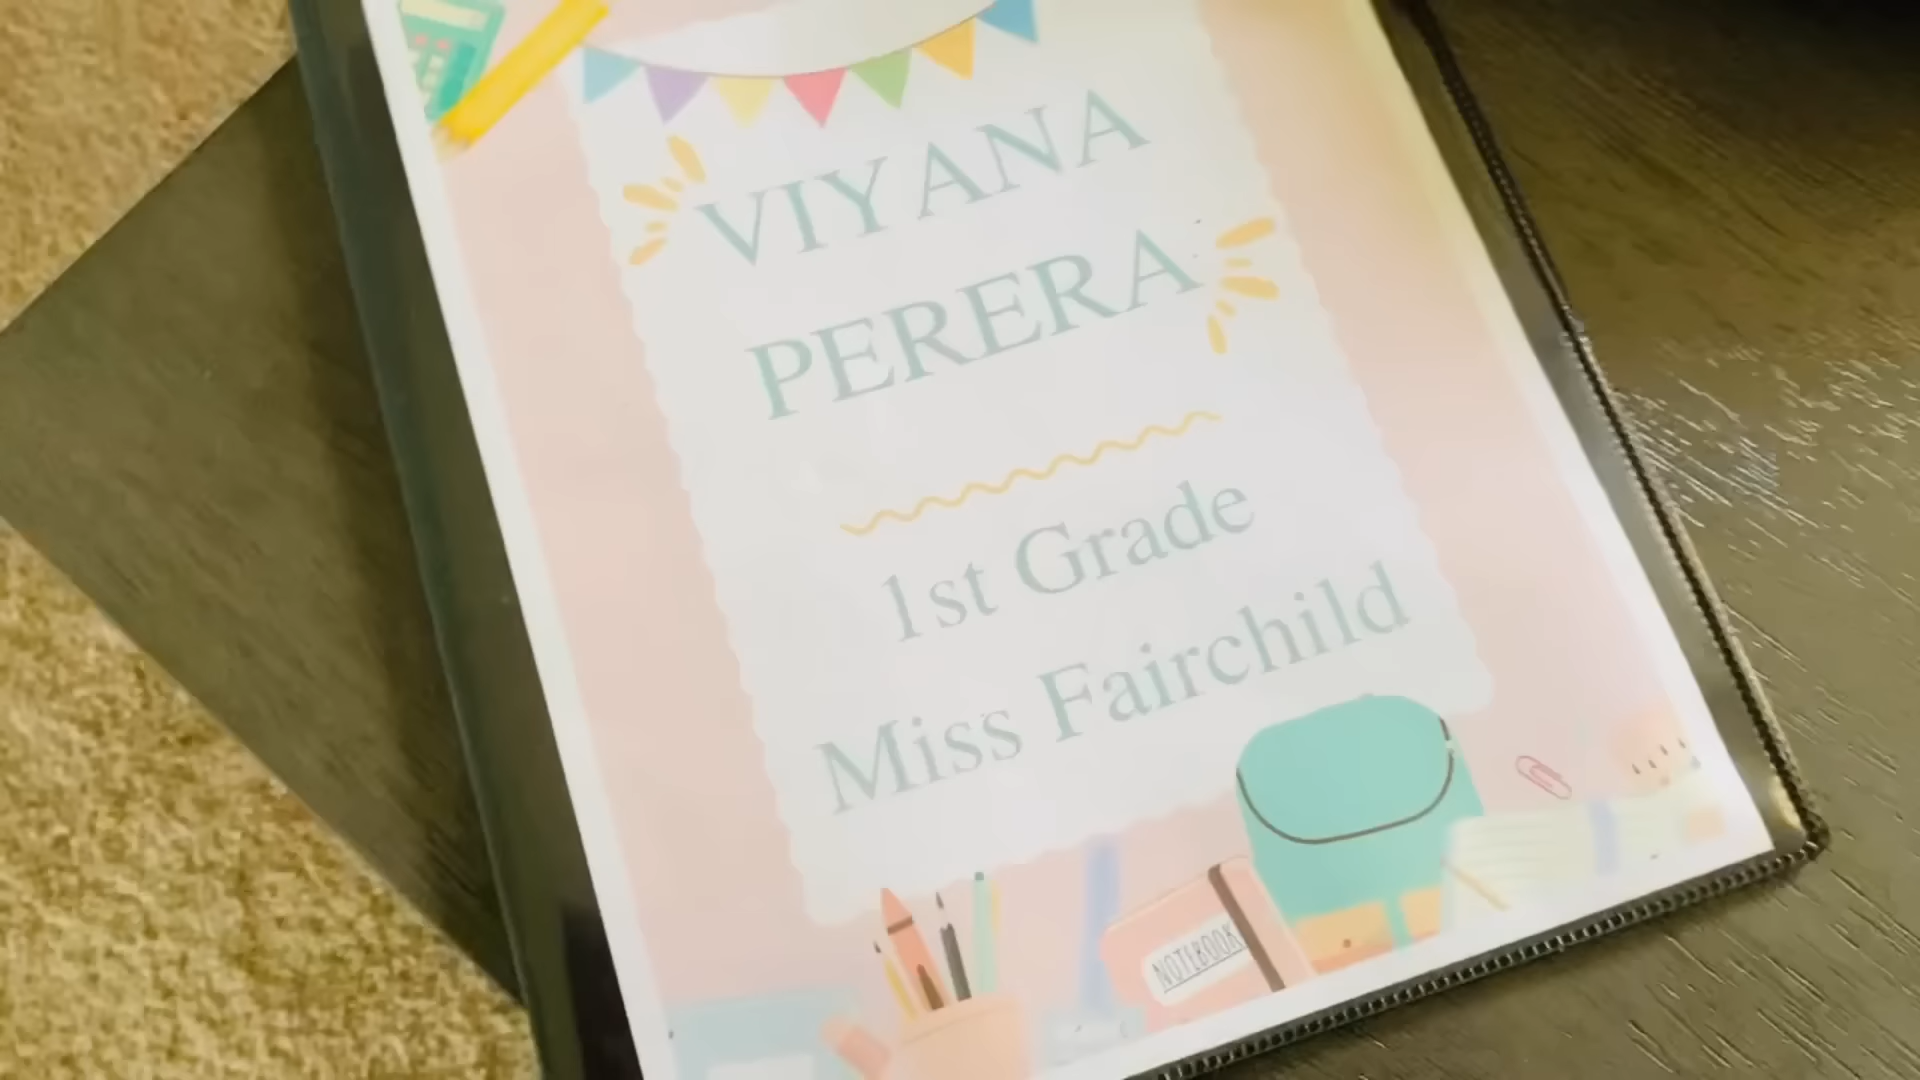 VIYANA
PERERA
1st Grade
Miss Fairchild
NOTEBOOK